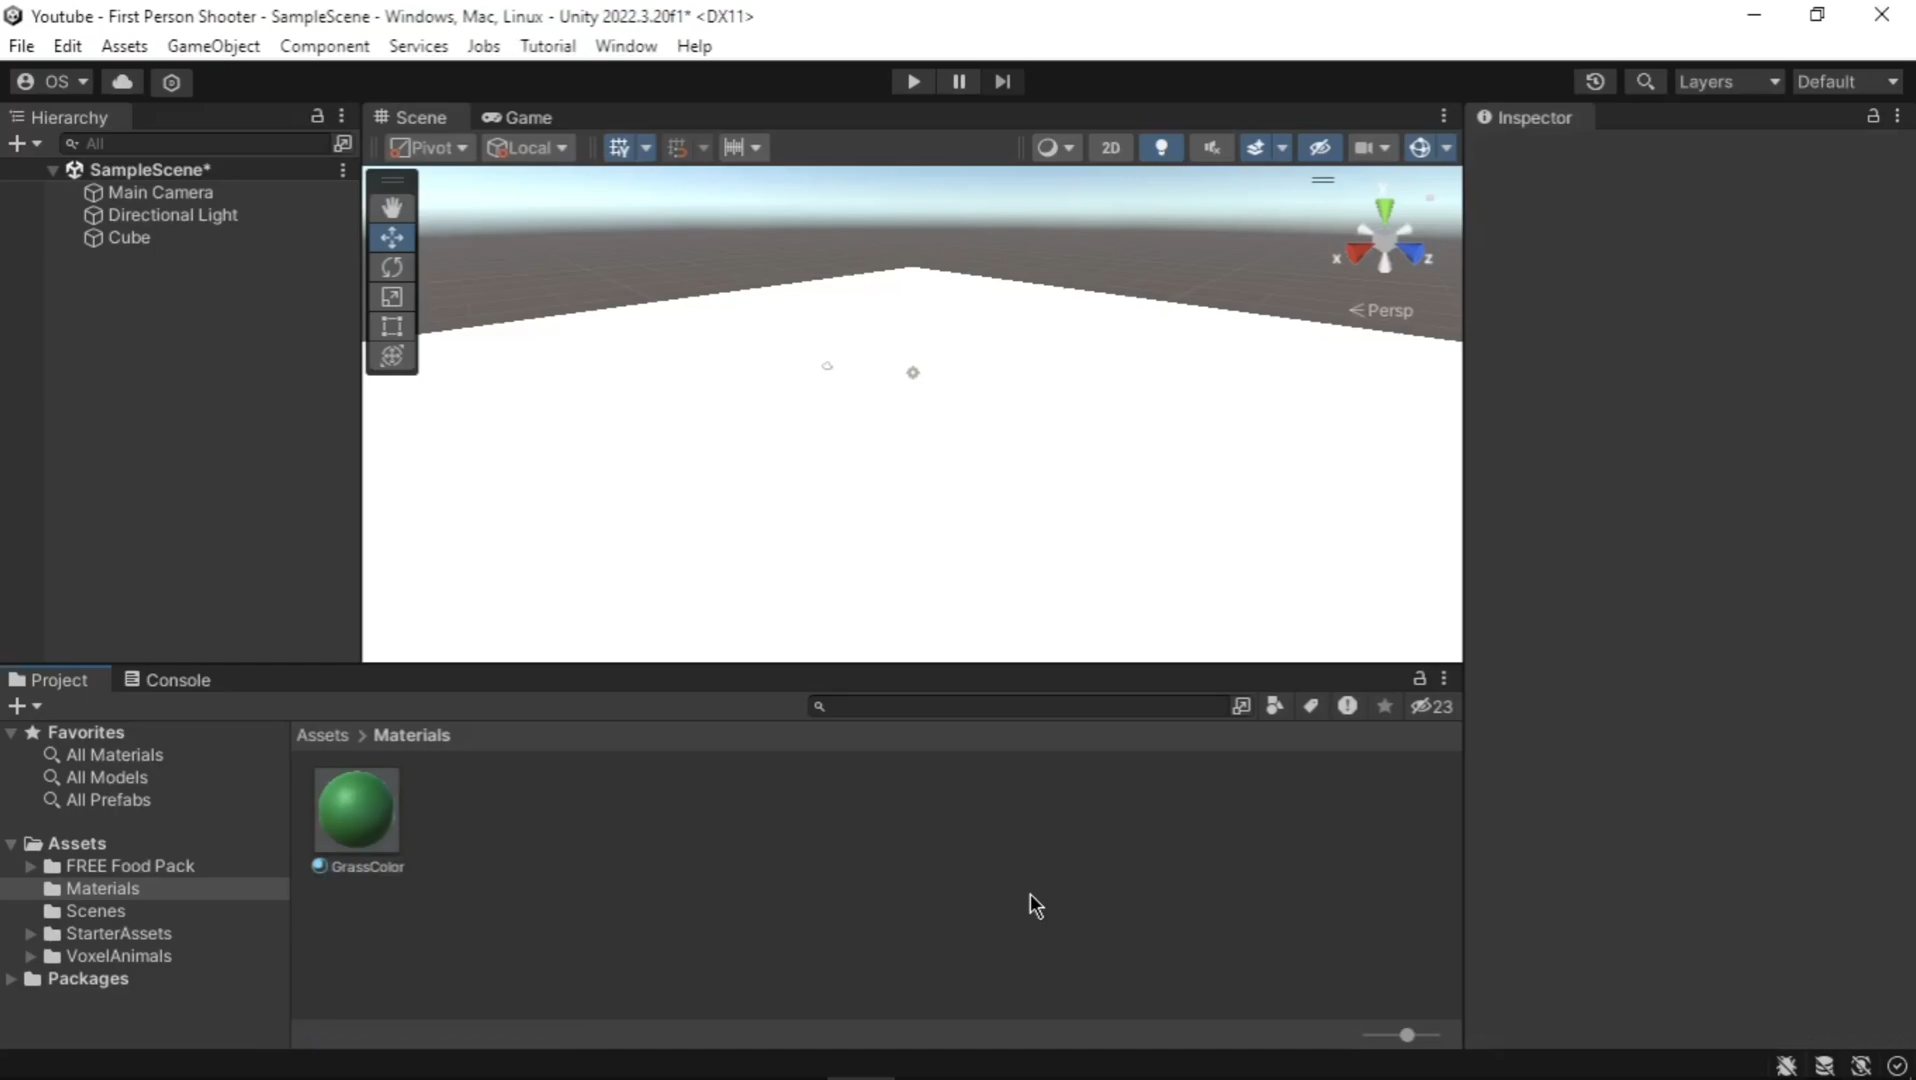 Youtube - First Person Shooter - SampleScene - Windows, Mac, Linux - Unity 2022.3.20f1* <DX11>
File Edit Assets GameObject Component Services Jobs Tutorial Window Help
OS Layers Default
Hierarchy Scene Game Inspector
All Pivot Local 2D
SampleScene*
Main Camera
Directional Light
Cube
y
x z
Persp
Project Console
23
Favorites
Assets > Materials
All Materials
All Models
All Prefabs
Assets
FREE Food Pack
GrassColor
Materials
Scenes
StarterAssets
VoxelAnimals
Packages